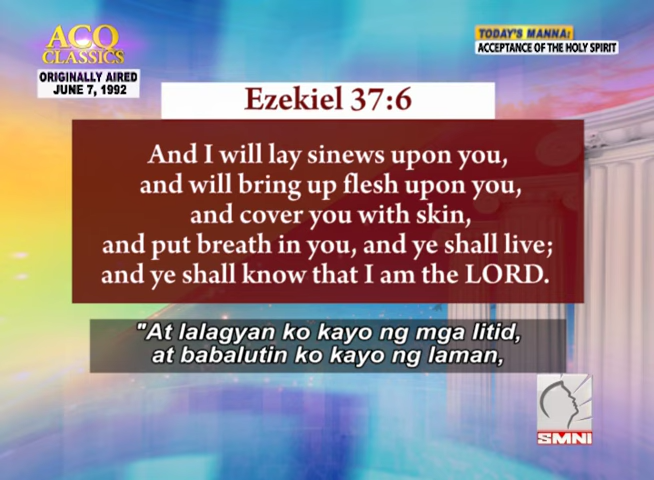 ACQ
CLASSICS
ORIGINALLY AIRED
JUNE 7, 1992
TODAY'S MANNA:
ACCEPTANCE OF THE HOLY SPIRIT
Ezekiel 37:6
And I will lay sinews upon you,
and will bring up flesh upon you,
and cover you with skin,
and put breath in you, and ye shall live;
and ye shall know that I am the LORD.
"At lalagyan ko kayo ng mga litid,
at babalutin ko kayo ng laman,
SMNI